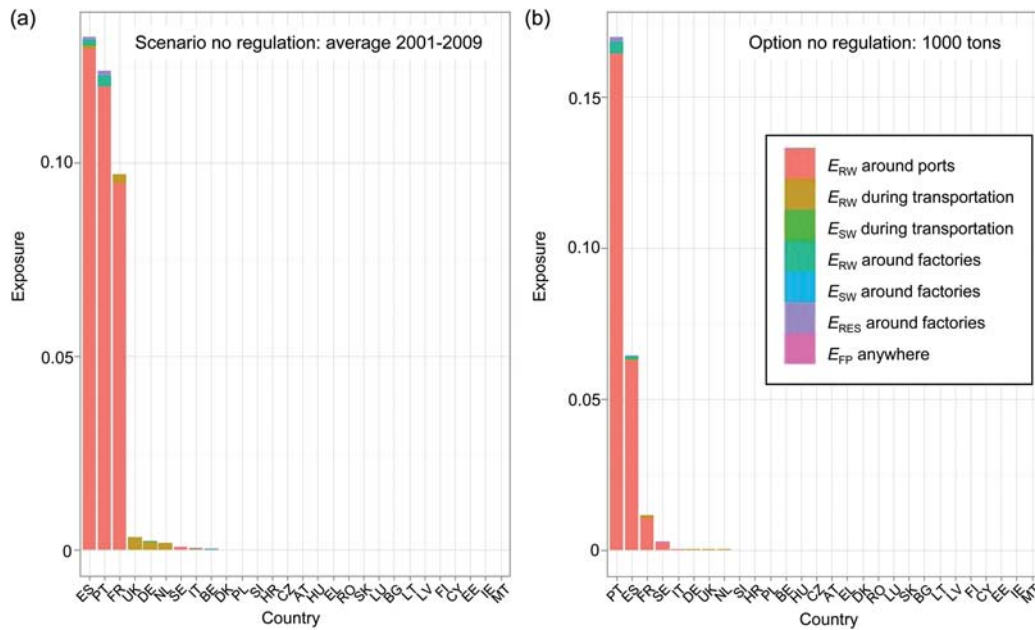 (a)
Scenario no regulation: average 2001-2009
0.10
0.05
0
Exposure
ES PT FR UK DE NL SE IT BE DK PL SI HR CZ AT HU EL RO SK LU BG LT LV FI CY EE IE MT
Country
(b)
Option no regulation: 1000 tons
0.15
0.10
0.05
0
Exposure
E_RW around ports
E_RW during transportation
E_SW during transportation
E_RW around factories
E_SW around factories
E_RES around factories
E_FP anywhere
PT ES FR SE IT DE UK NL SI HR PL BE HU CZ AT EL DK RO LU SK BG LT LV FI CY EE IE MT
Country